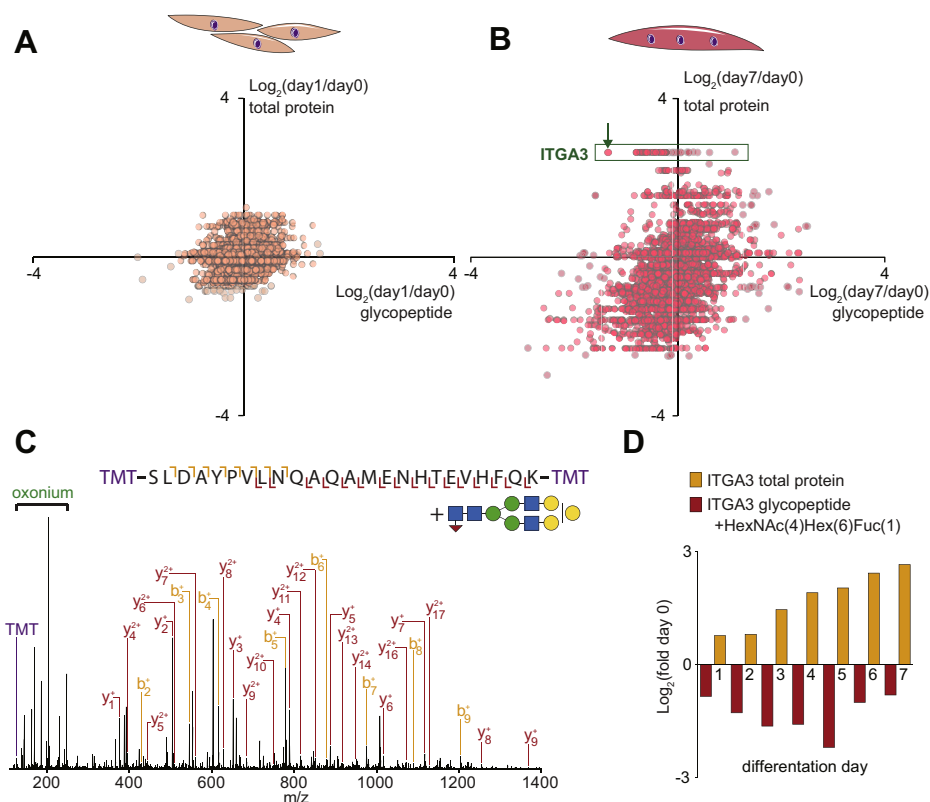 A
B
Log2(day1/day0)
total protein
4
-4
4
-4
Log2(day1/day0)
glycopeptide
Log2(day7/day0)
total protein
4
ITGA3
-4
4
-4
Log2(day7/day0)
glycopeptide
C
D
TMT-SLDAYPVLNQAQAMENHTEVHFQK-TMT
+
oxonium
TMT
y1+
y4 2+
b2+
y5 2+
y6 2+
y2+
y7 2+
b3 2+
b4+
y8 2+
y3+
y9 2+
y10 2+
b5+
y4+
y11 2+
y12 2+
b6+
y5+
y13 2+
y14 2+
b7+
y6+
y16 2+
y7+
b8+
y17 2+
b9+
y8+
y9+
200 400 600 800 1000 1200 1400
m/z
ITGA3 total protein
ITGA3 glycopeptide
+HexNAc(4)Hex(6)Fuc(1)
Log2(fold day 0)
3
0
-3
1 2 3 4 5 6 7
differentation day